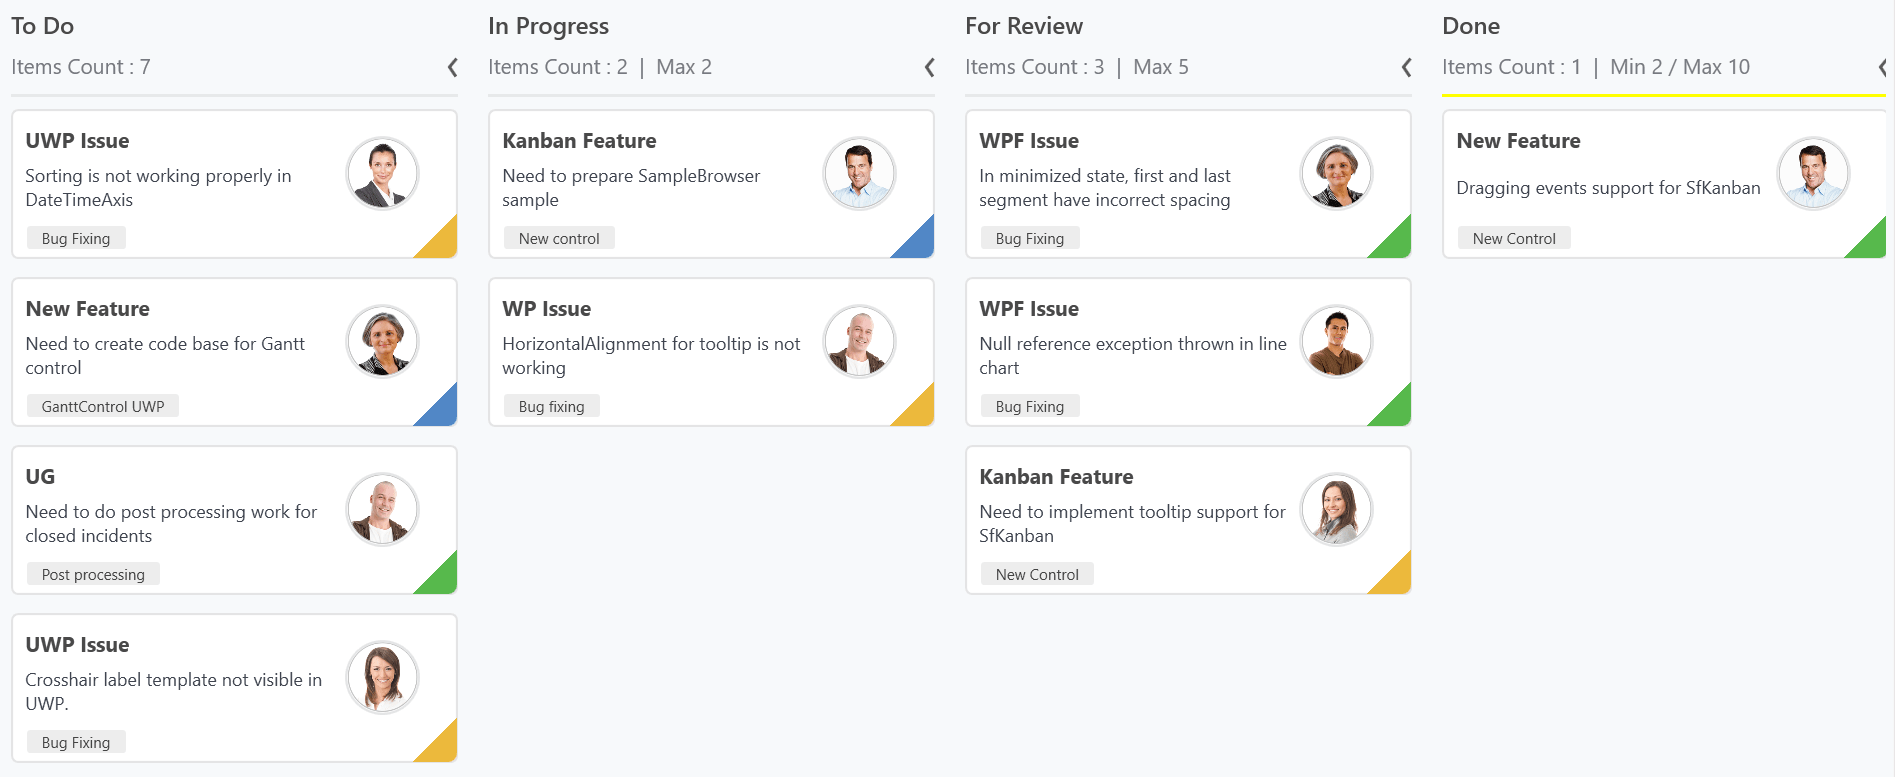 To Do
Items Count : 7
UWP Issue
Sorting is not working properly in
DateTimeAxis
Bug Fixing
New Feature
Need to create code base for Gantt
control
GanttControl UWP
UG
Need to do post processing work for
closed incidents
Post processing
UWP Issue
Crosshair label template not visible in
UWP.
Bug Fixing
In Progress
Items Count : 2 | Max 2
Kanban Feature
Need to prepare SampleBrowser
sample
New control
WP Issue
HorizontalAlignment for tooltip is not
working
Bug fixing
For Review
Items Count : 3 | Max 5
WPF Issue
In minimized state, first and last
segment have incorrect spacing
Bug Fixing
WPF Issue
Null reference exception thrown in line
chart
Bug Fixing
Kanban Feature
Need to implement tooltip support for
SfKanban
New Control
Done
Items Count : 1 | Min 2 / Max 10
New Feature
Dragging events support for SfKanban
New Control